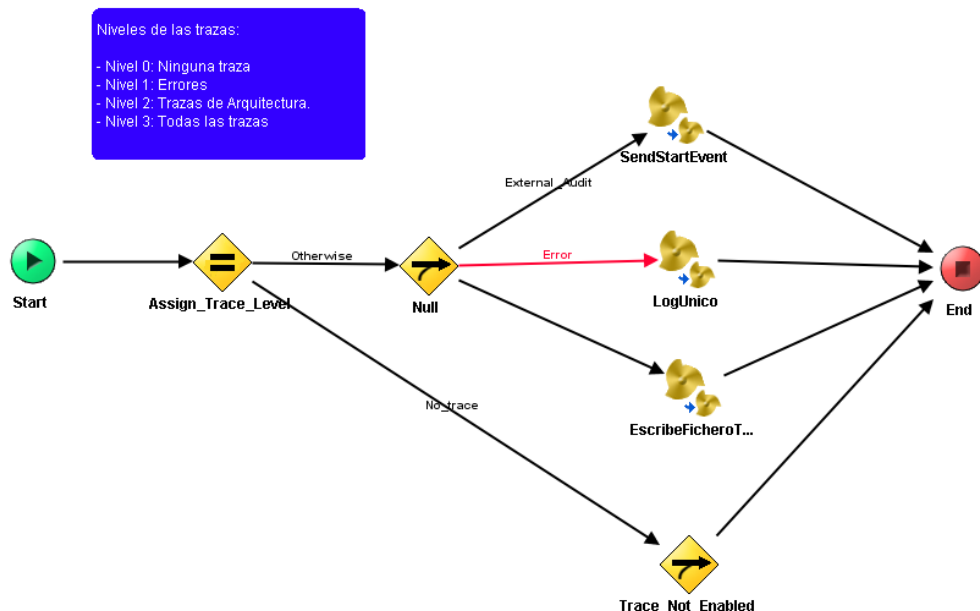 Niveles de las trazas:
- Nivel 0: Ninguna traza
- Nivel 1: Errores
- Nivel 2: Trazas de Arquitectura.
- Nivel 3: Todas las trazas
SendStartEvent
External_Audit
Otherwise
Error
Start
Assign_Trace_Level
Null
LogUnico
End
No_trace
EscribeFicheroT...
Trace_Not_Enabled